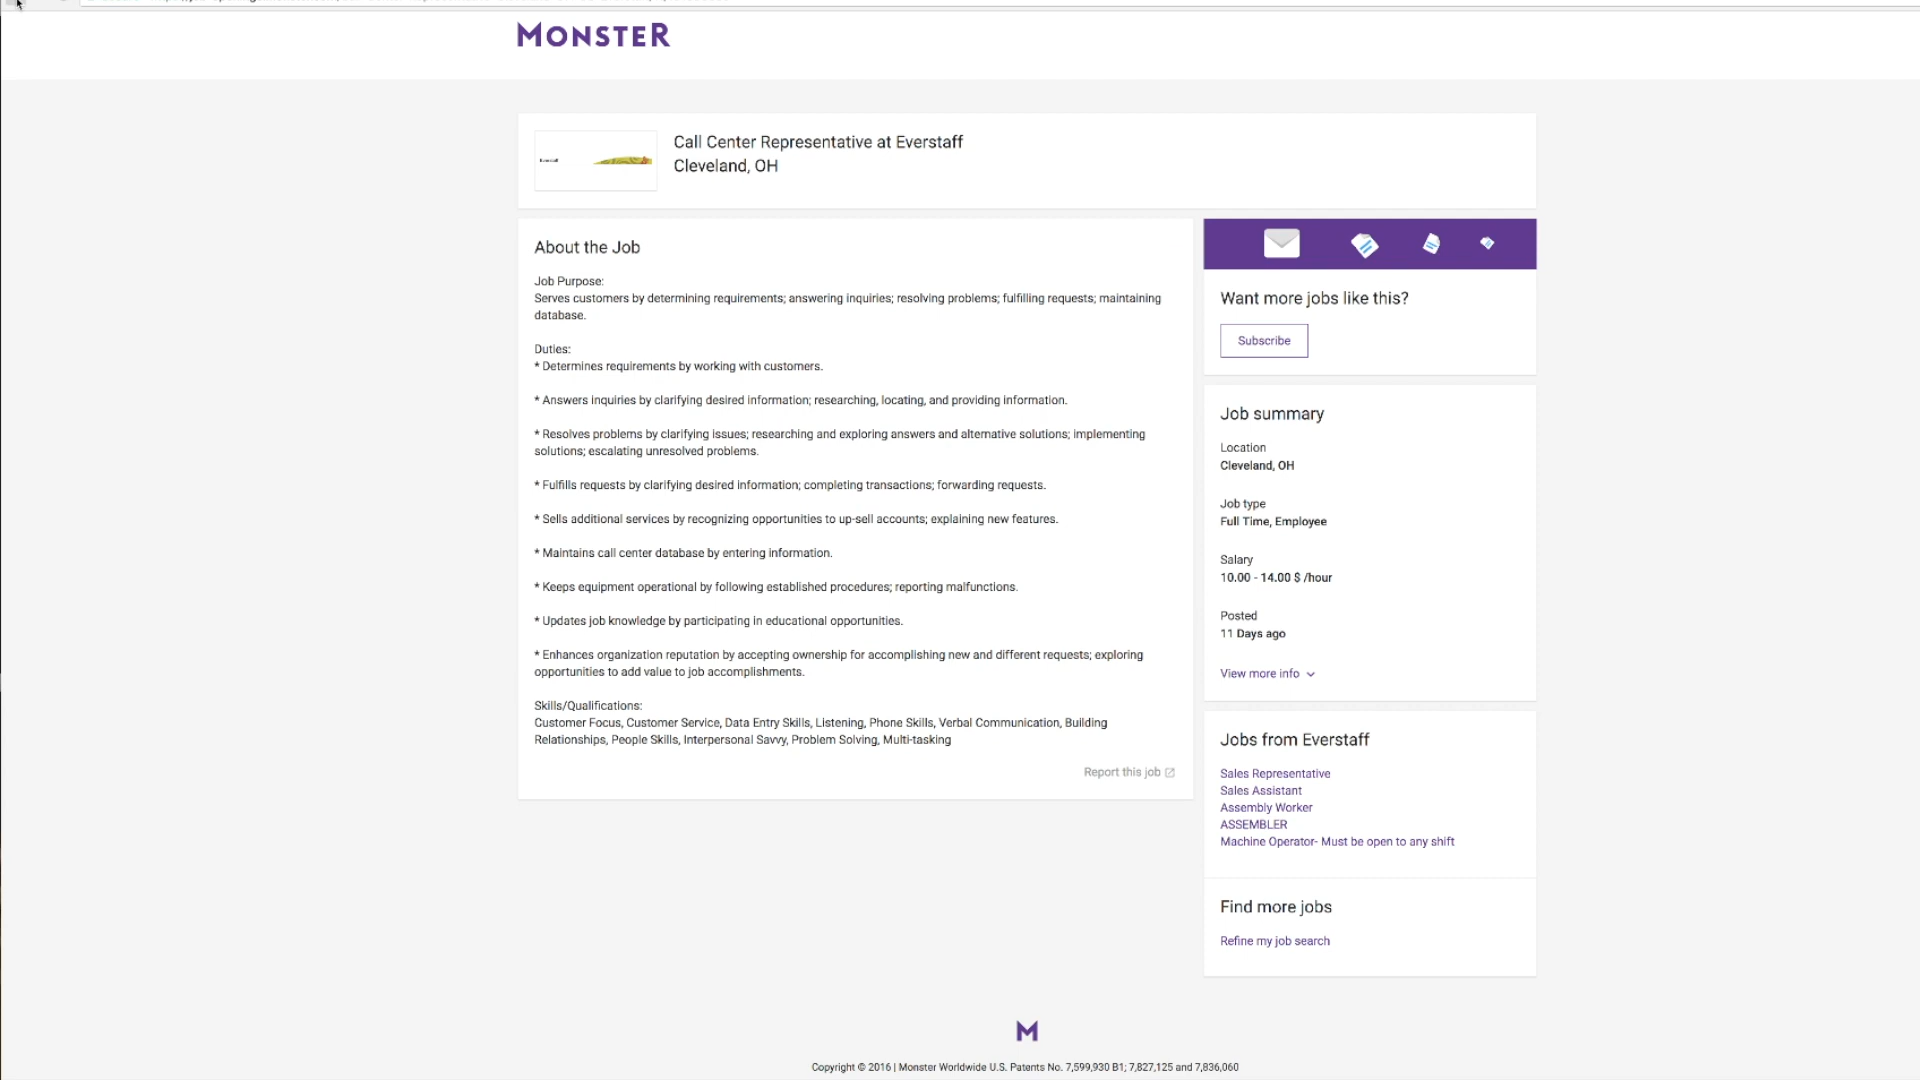 MONSTER
Call Center Representative at Everstaff
Cleveland, OH
About the Job
Job Purpose:
Serves customers by determining requirements; answering inquiries; resolving problems; fulfilling requests; maintaining
database.
Duties:
* Determines requirements by working with customers.
* Answers inquiries by clarifying desired information; researching, locating, and providing information.
* Resolves problems by clarifying issues; researching and exploring answers and alternative solutions; implementing
solutions; escalating unresolved problems.
* Fulfills requests by clarifying desired information; completing transactions; forwarding requests.
* Sells additional services by recognizing opportunities to up-sell accounts; explaining new features.
* Maintains call center database by entering information.
* Keeps equipment operational by following established procedures; reporting malfunctions.
* Updates job knowledge by participating in educational opportunities.
* Enhances organization reputation by accepting ownership for accomplishing new and different requests; exploring
opportunities to add value to job accomplishments.
Skills/Qualifications:
Customer Focus, Customer Service, Data Entry Skills, Listening, Phone Skills, Verbal Communication, Building
Relationships, People Skills, Interpersonal Savvy, Problem Solving, Multi-tasking
Report this job
Want more jobs like this?
Subscribe
Job summary
Location
Cleveland, OH
Job type
Full Time, Employee
Salary
10.00 - 14.00 $ /hour
Posted
11 Days ago
View more info
Jobs from Everstaff
Sales Representative
Sales Assistant
Assembly Worker
ASSEMBLER
Machine Operator- Must be open to any shift
Find more jobs
Refine my job search
M
Copyright © 2016 | Monster Worldwide U.S. Patents No. 7,599,930 B1; 7,827,125 and 7,836,060